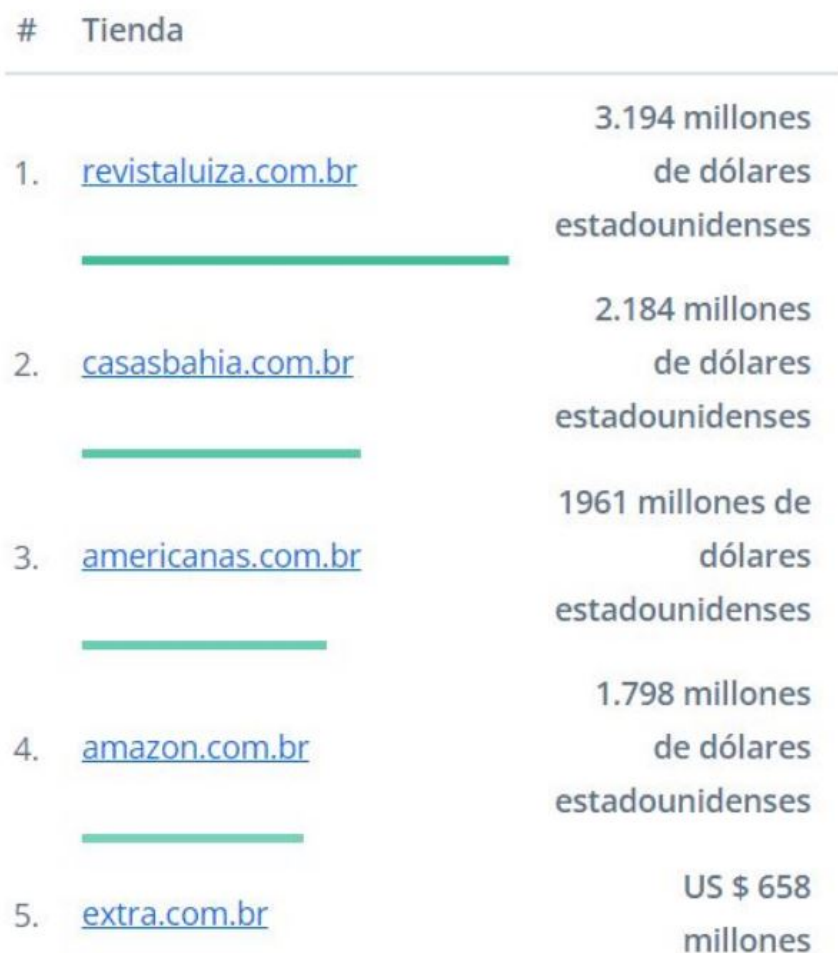 # Tienda
3.194 millones
1. revistaluiza.com.br de dólares
estadounidenses
2.184 millones
2. casasbahia.com.br de dólares
estadounidenses
1961 millones de
3. americanas.com.br dólares
estadounidenses
1.798 millones
4. amazon.com.br de dólares
estadounidenses
US $ 658
5. extra.com.br
millones